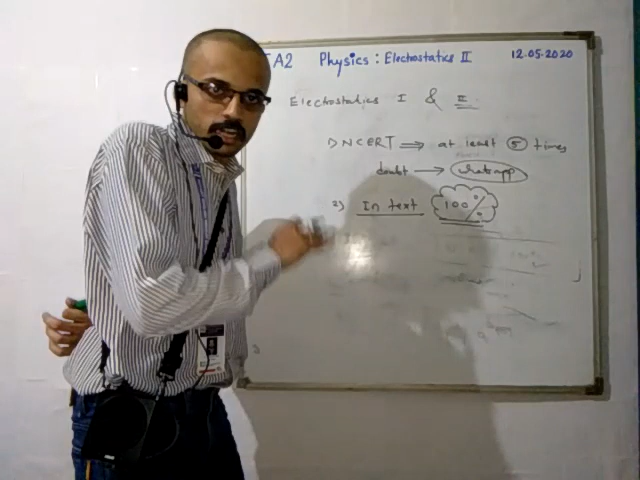 TA2 Physics : Electrostatics II 12.05.2020
Electrostatics I & II
1) NCERT ⇒ at least 5 times
doubt → whatsapp
2) In text 100%